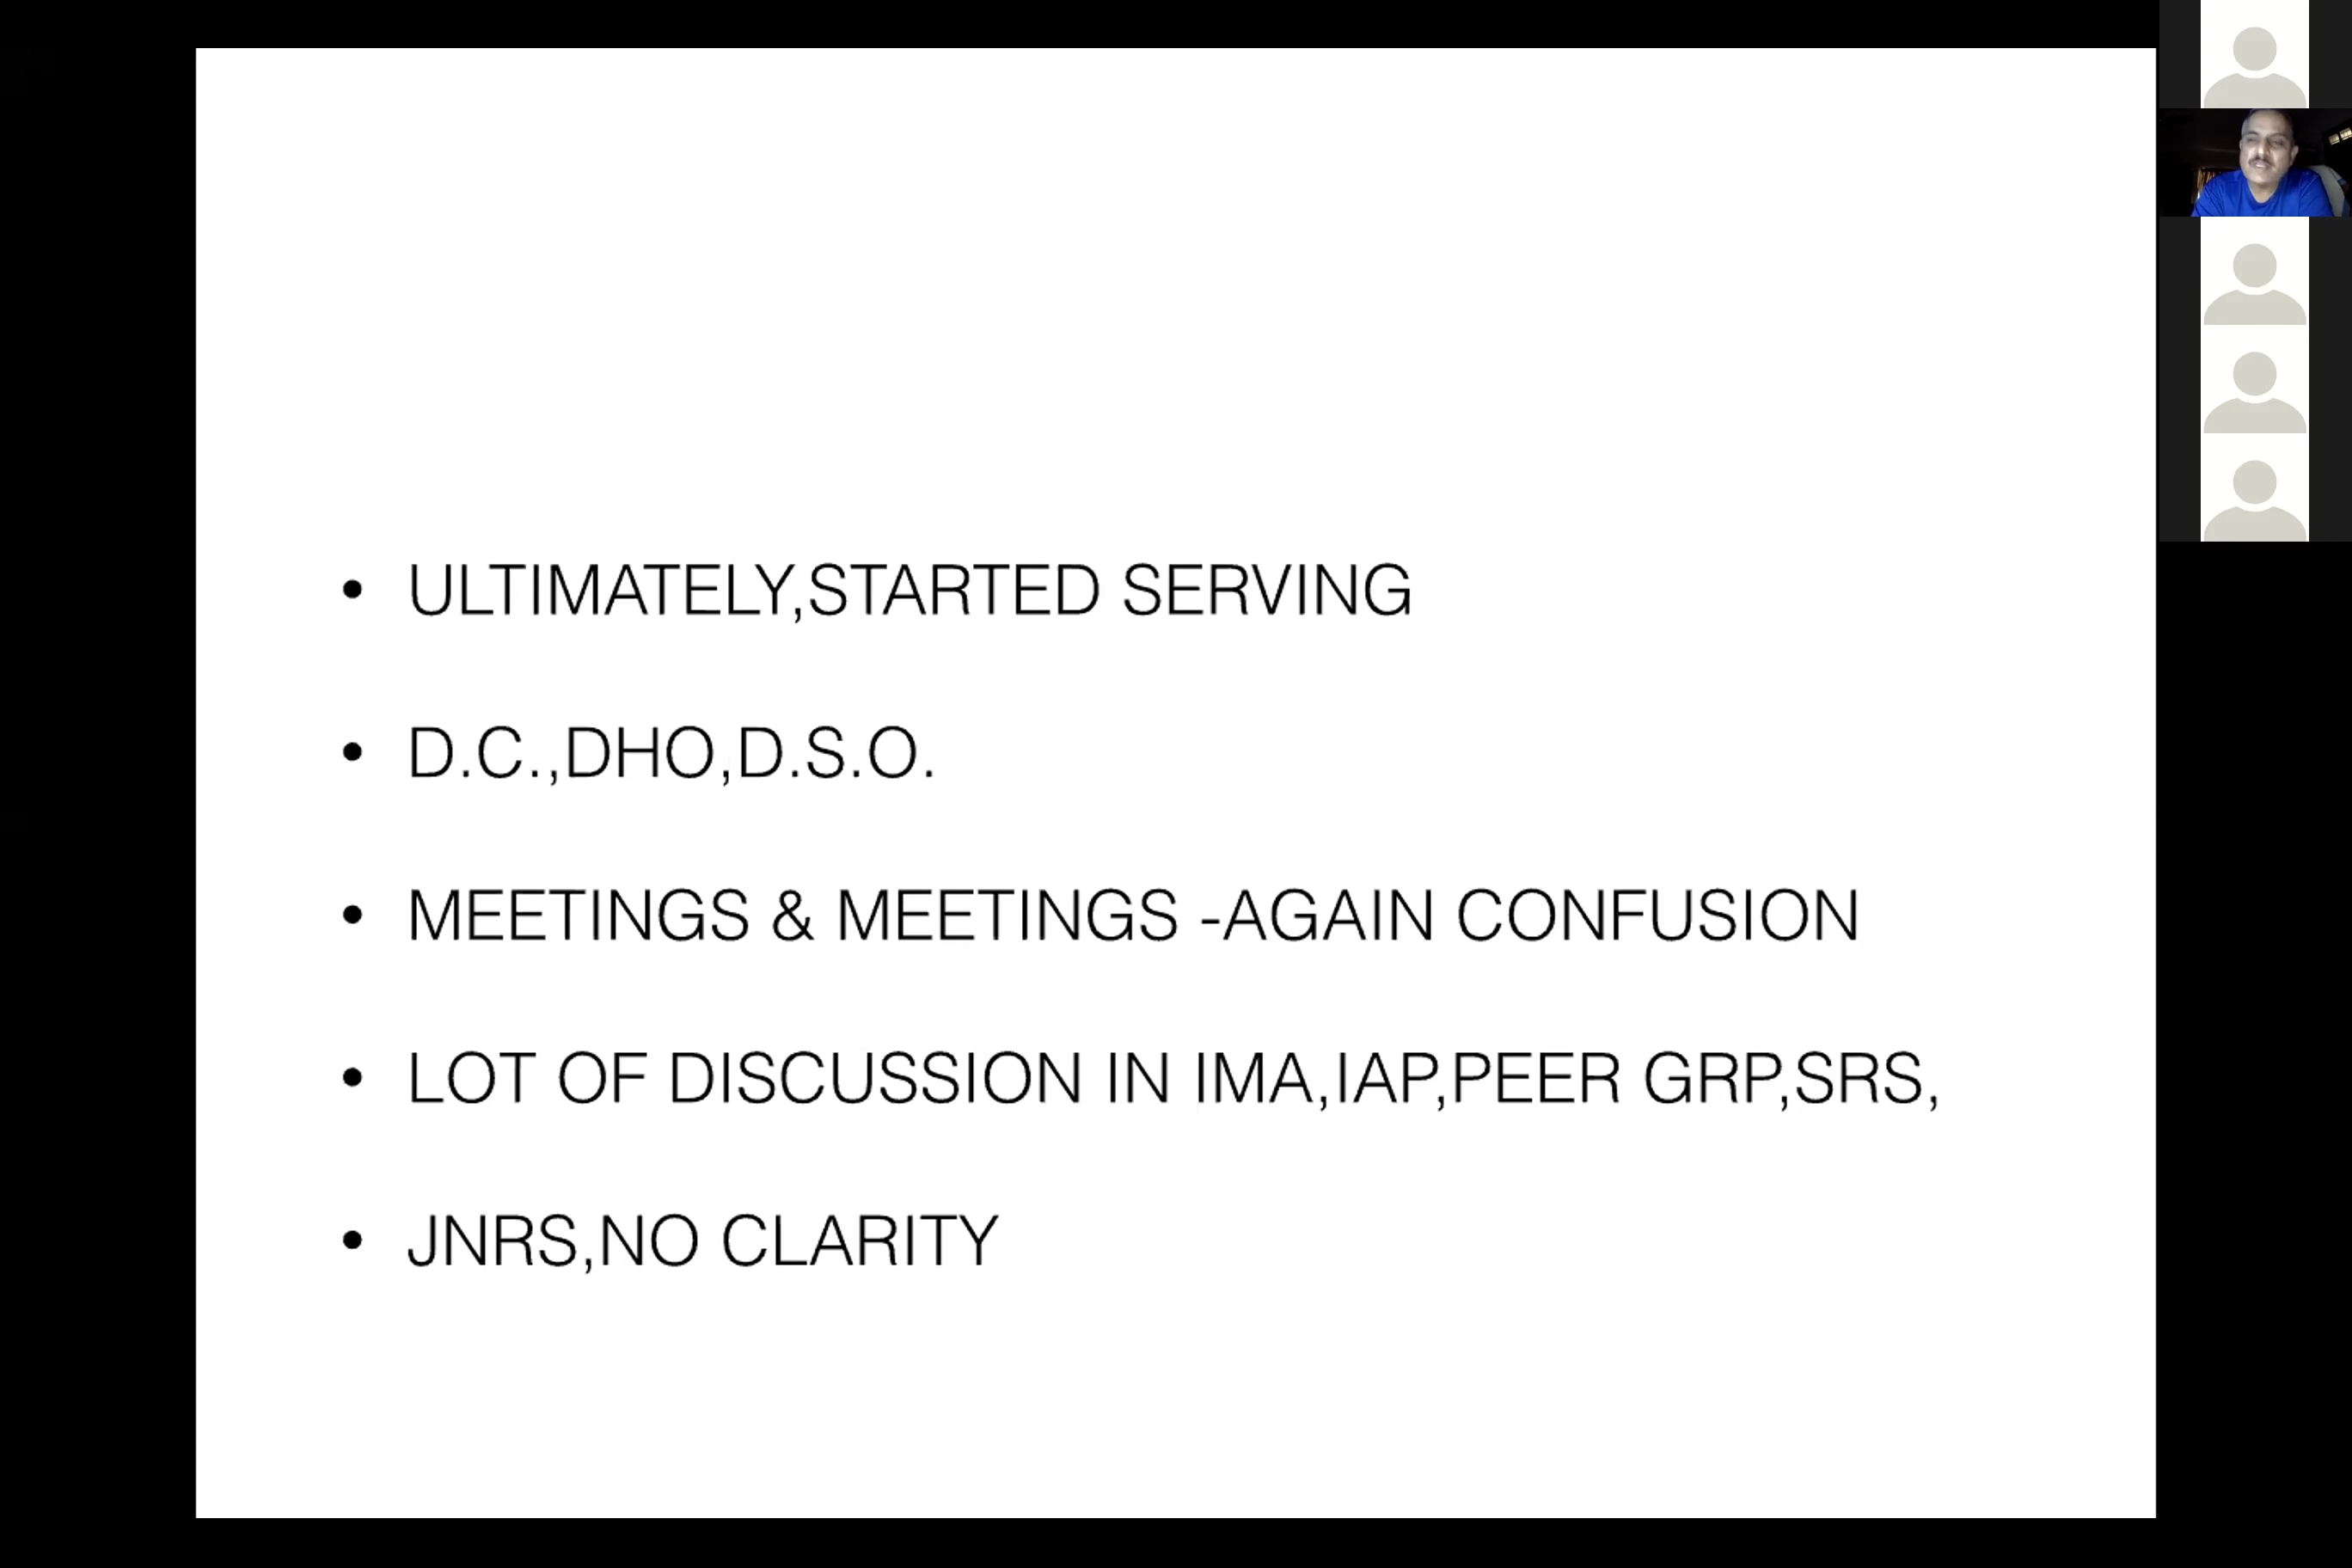 • ULTIMATELY,STARTED SERVING
• D.C.,DHO,D.S.O.
• MEETINGS & MEETINGS -AGAIN CONFUSION
• LOT OF DISCUSSION IN IMA,IAP,PEER GRP,SRS,
• JNRS,NO CLARITY